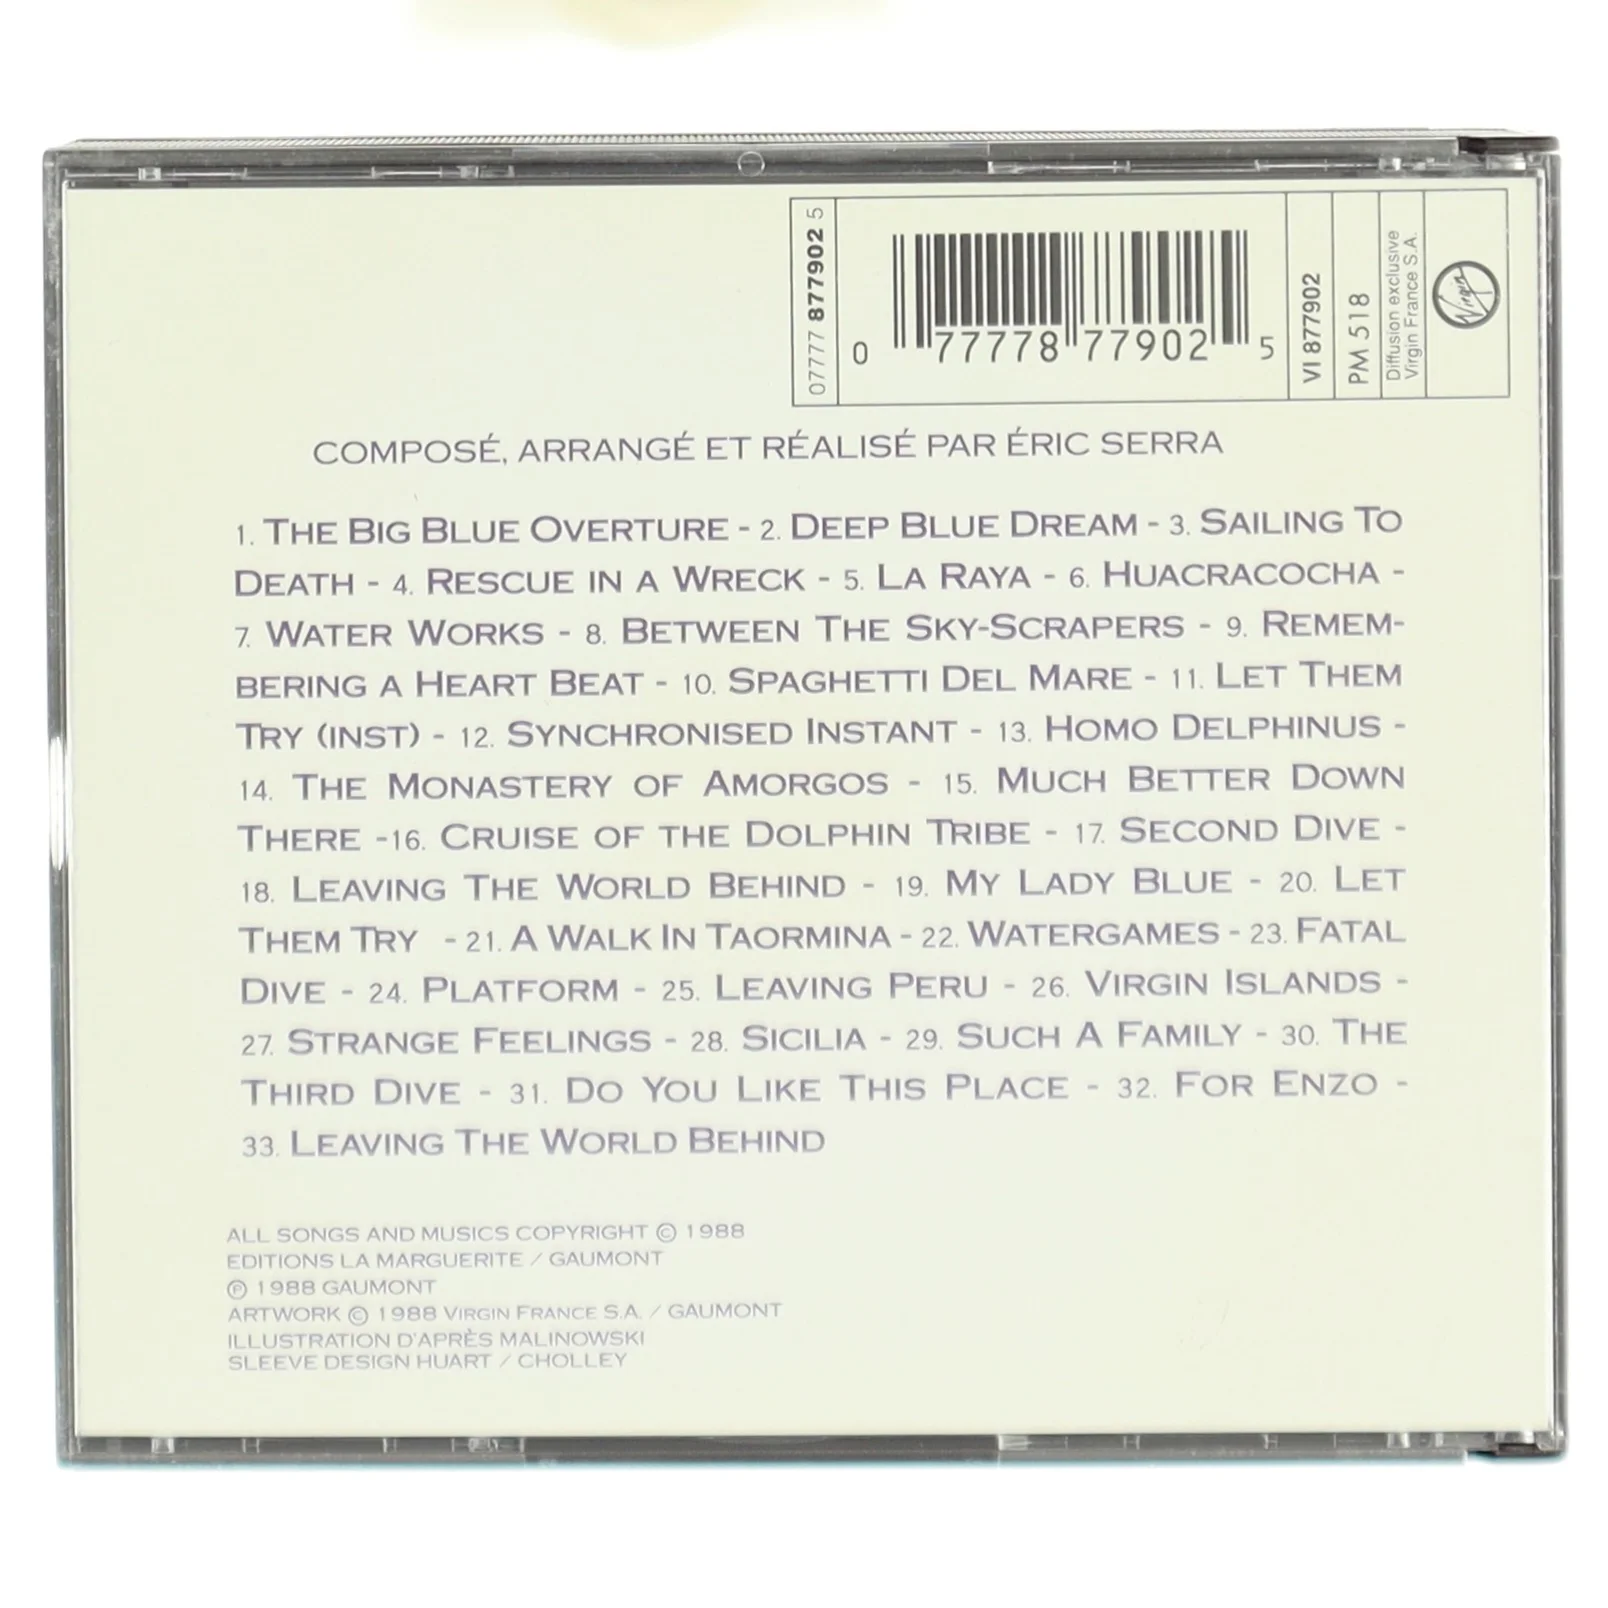 07777 877902 5
0 77778 77902 5
VI 877902
PM 518
Diffusion exclusive
Virgin France S.A.
Virgin
COMPOSÉ, ARRANGÉ ET RÉALISÉ PAR ÉRIC SERRA
1. THE BIG BLUE OVERTURE - 2. DEEP BLUE DREAM - 3. SAILING TO
DEATH - 4. RESCUE IN A WRECK - 5. LA RAYA - 6. HUACRACOCHA -
7. WATER WORKS - 8. BETWEEN THE SKY-SCRAPERS - 9. REMEM-
BERING A HEART BEAT - 10. SPAGHETTI DEL MARE - 11. LET THEM
TRY (INST) - 12. SYNCHRONISED INSTANT - 13. HOMO DELPHINUS -
14. THE MONASTERY OF AMORGOS - 15. MUCH BETTER DOWN
THERE -16. CRUISE OF THE DOLPHIN TRIBE - 17. SECOND DIVE -
18. LEAVING THE WORLD BEHIND - 19. MY LADY BLUE - 20. LET
THEM TRY - 21. A WALK IN TAORMINA - 22. WATERGAMES - 23. FATAL
DIVE - 24. PLATFORM - 25. LEAVING PERU - 26. VIRGIN ISLANDS -
27. STRANGE FEELINGS - 28. SICILIA - 29. SUCH A FAMILY - 30. THE
THIRD DIVE - 31. DO YOU LIKE THIS PLACE - 32. FOR ENZO -
33. LEAVING THE WORLD BEHIND
ALL SONGS AND MUSICS COPYRIGHT © 1988
EDITIONS LA MARGUERITE / GAUMONT
℗ 1988 GAUMONT
ARTWORK © 1988 VIRGIN FRANCE S.A. / GAUMONT
ILLUSTRATION D'APRÈS MALINOWSKI
SLEEVE DESIGN HUART / CHOLLEY